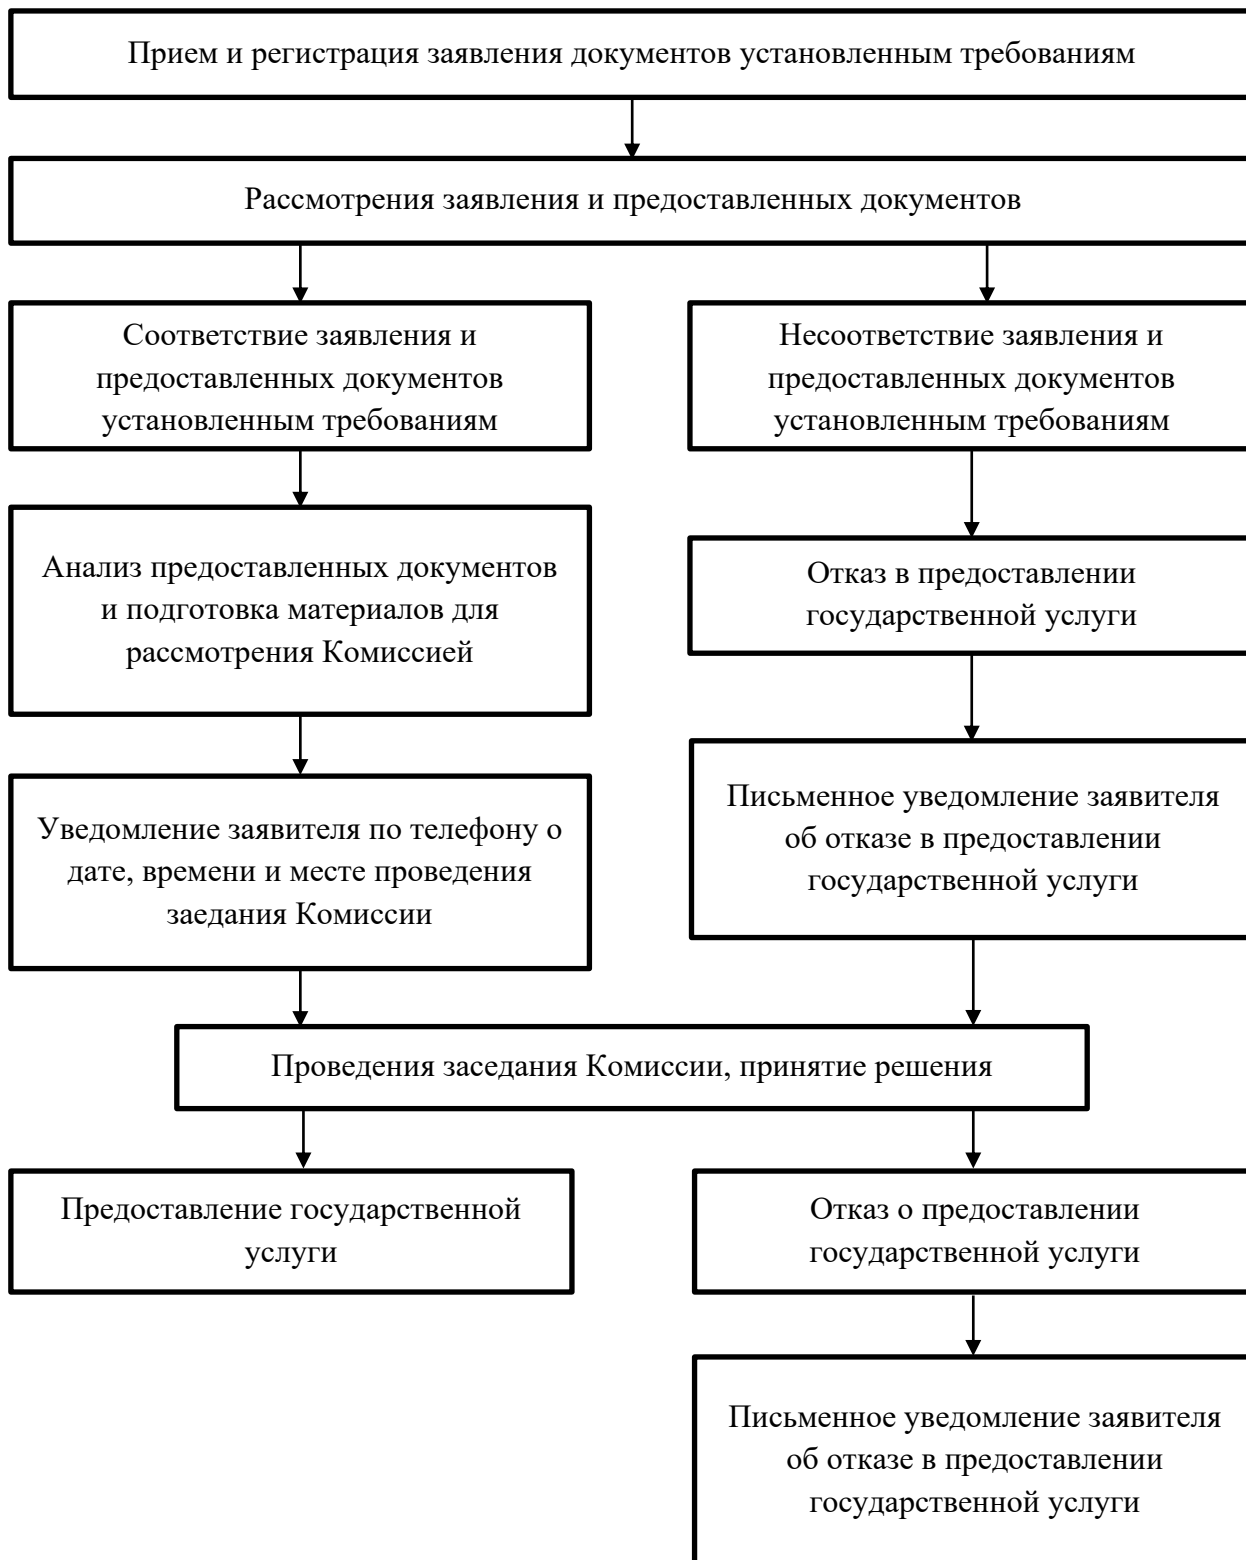 Прием и регистрация заявления документов установленным требованиям
Рассмотрения заявления и предоставленных документов
Соответствие заявления и
предоставленных документов
установленным требованиям
Несоответствие заявления и
предоставленных документов
установленным требованиям
Анализ предоставленных документов
и подготовка материалов для
рассмотрения Комиссией
Отказ в предоставлении
государственной услуги
Уведомление заявителя по телефону о
дате, времени и месте проведения
заедания Комиссии
Письменное уведомление заявителя
об отказе в предоставлении
государственной услуги
Проведения заседания Комиссии, принятие решения
Предоставление государственной
услуги
Отказ о предоставлении
государственной услуги
Письменное уведомление заявителя
об отказе в предоставлении
государственной услуги